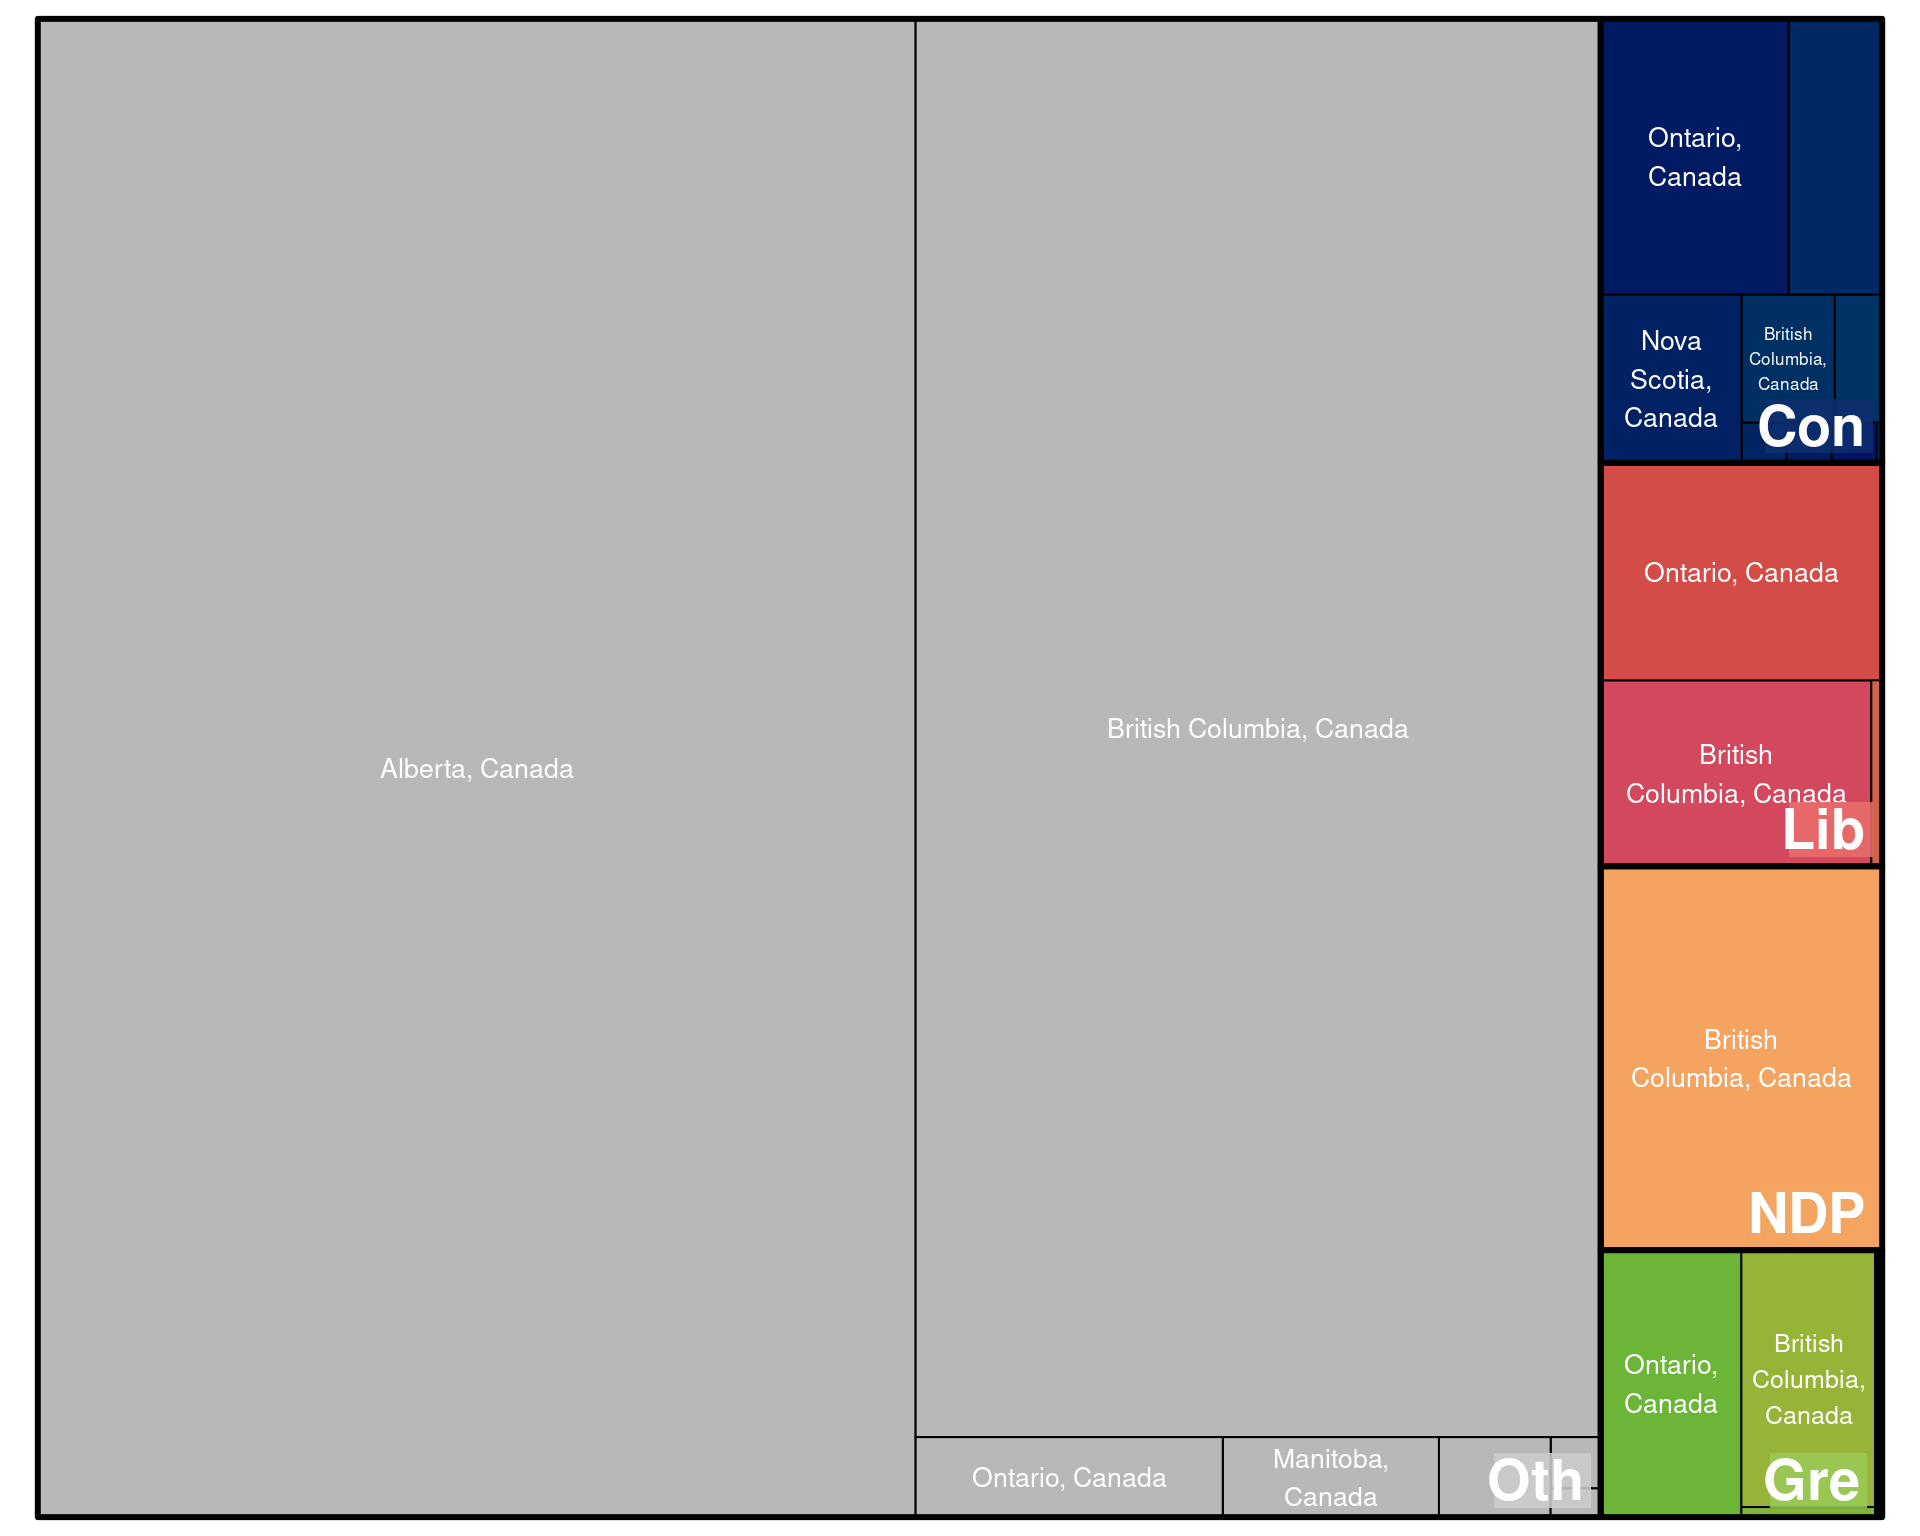 Alberta, Canada
British Columbia, Canada
Ontario, Canada
Manitoba,
Canada
Oth
Ontario,
Canada
Nova
Scotia,
Canada
British
Columbia,
Canada
Con
Ontario, Canada
British
Columbia, Canada
Lib
British
Columbia, Canada
NDP
Ontario,
Canada
British
Columbia,
Canada
Gre